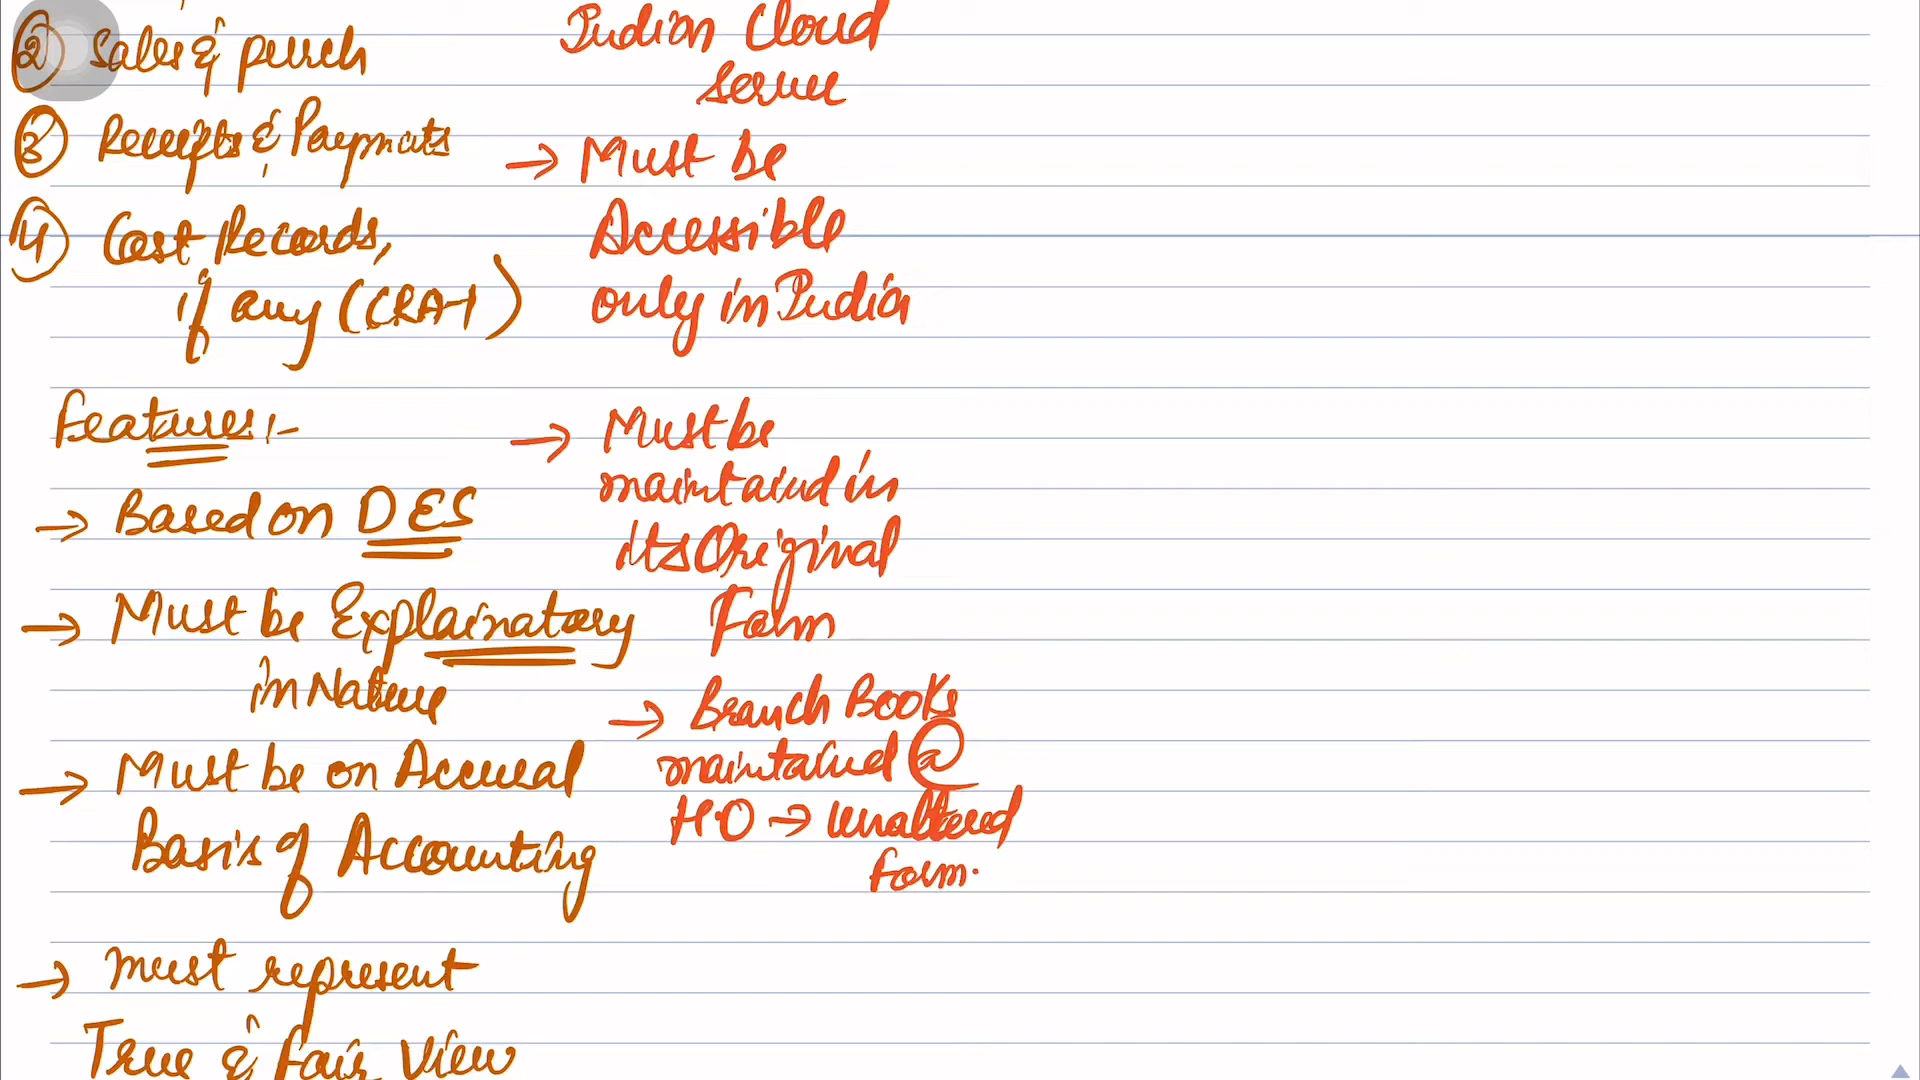 ② Sales & purch
③ Receipts & Payments
④ Cost Records,
if any (CRA-1)
Features:-
→ Based on DES
→ Must be Explainatory
in Nature
→ Must be on Accrual
Basis of Accounting
→ must represent
True & Fair View
Indian Cloud
Server
→ Must be
Accessible
only in India
→ Must be
maintained in
its Original
Form
→ Branch Books
maintained @
H.O → unaltered
form.